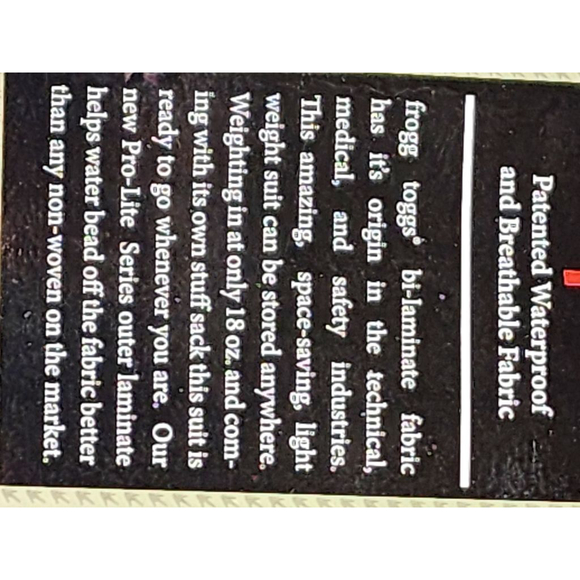 Patented Waterproof
and Breathable Fabric
frogg toggs® bi-laminate fabric
has it's origin in the technical,
medical, and safety industries.
This amazing, space-saving, light
weight suit can be stored anywhere.
Weighting in at only 18 oz. and com-
ing with its own stuff sack this suit is
ready to go whenever you are. Our
new Pro-Lite Series outer laminate
helps water bead off the fabric better
than any non-woven on the market.